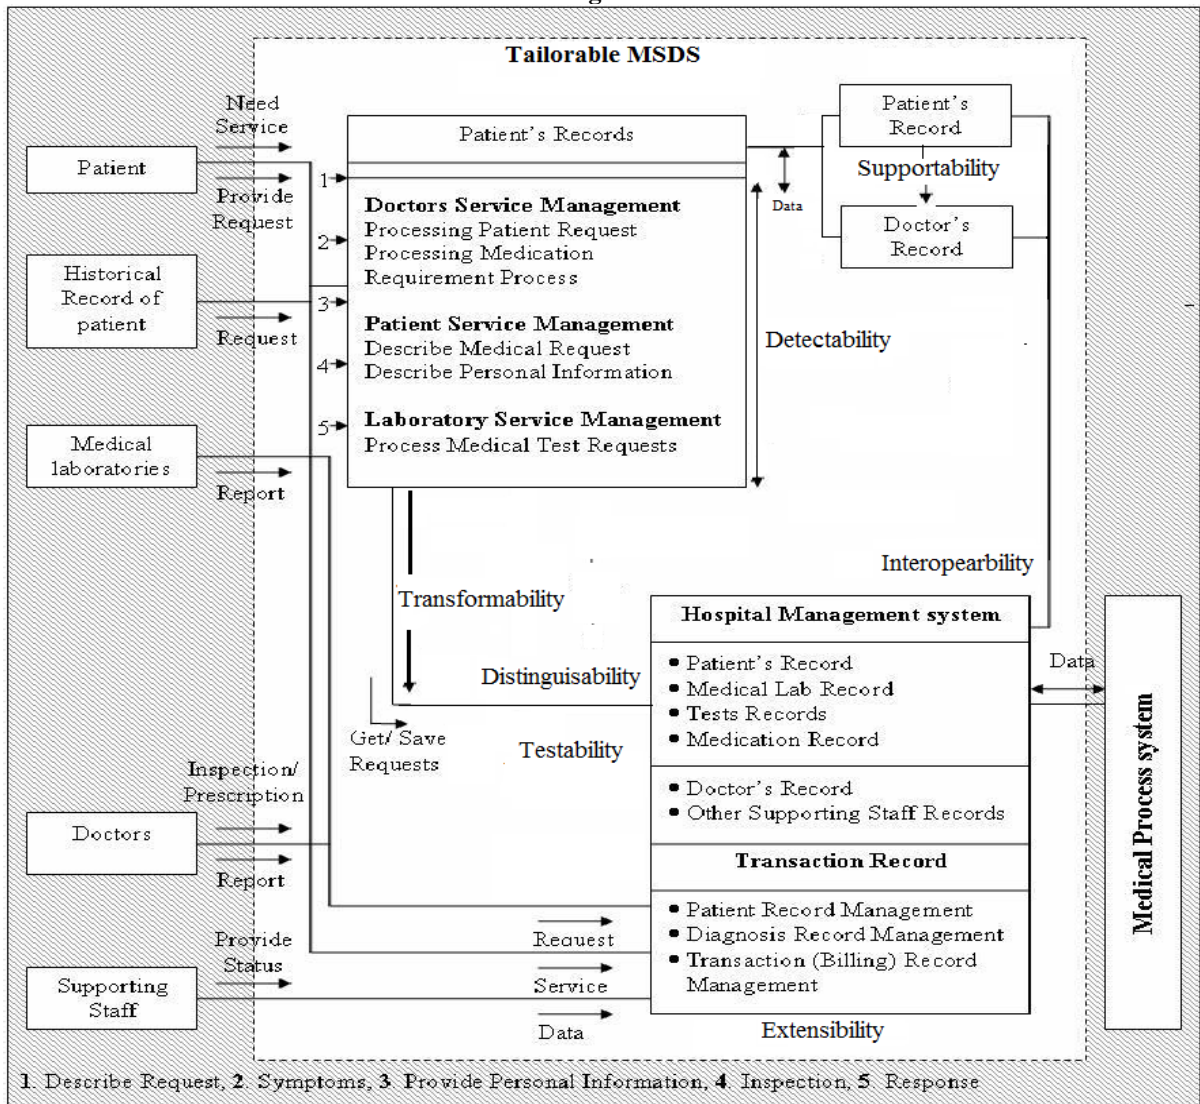 Tailorable MSDS
Need
Service
Patient
Provide
Request
Historical
Record of
patient
Request
Medical
laboratories
Report
Patient's Records
1
2
3
4
5
Doctors Service Management
Processing Patient Request
Processing Medication
Requirement Process
Patient Service Management
Describe Medical Request
Describe Personal Information
Laboratory Service Management
Process Medical Test Requests
Data
Patient's
Record
Supportability
Doctor's
Record
Detectability
Interopearbility
Transformability
Distinguisability
Testability
Get/ Save
Requests
Hospital Management system
• Patient's Record
• Medical Lab Record
• Tests Records
• Medication Record
• Doctor's Record
• Other Supporting Staff Records
Transaction Record
• Patient Record Management
• Diagnosis Record Management
• Transaction (Billing) Record
Management
Data
Medical Process system
Inspection/
Prescription
Doctors
Report
Provide
Status
Supporting
Staff
Request
Service
Data
Extensibility
1. Describe Request, 2. Symptoms, 3. Provide Personal Information, 4. Inspection, 5. Response